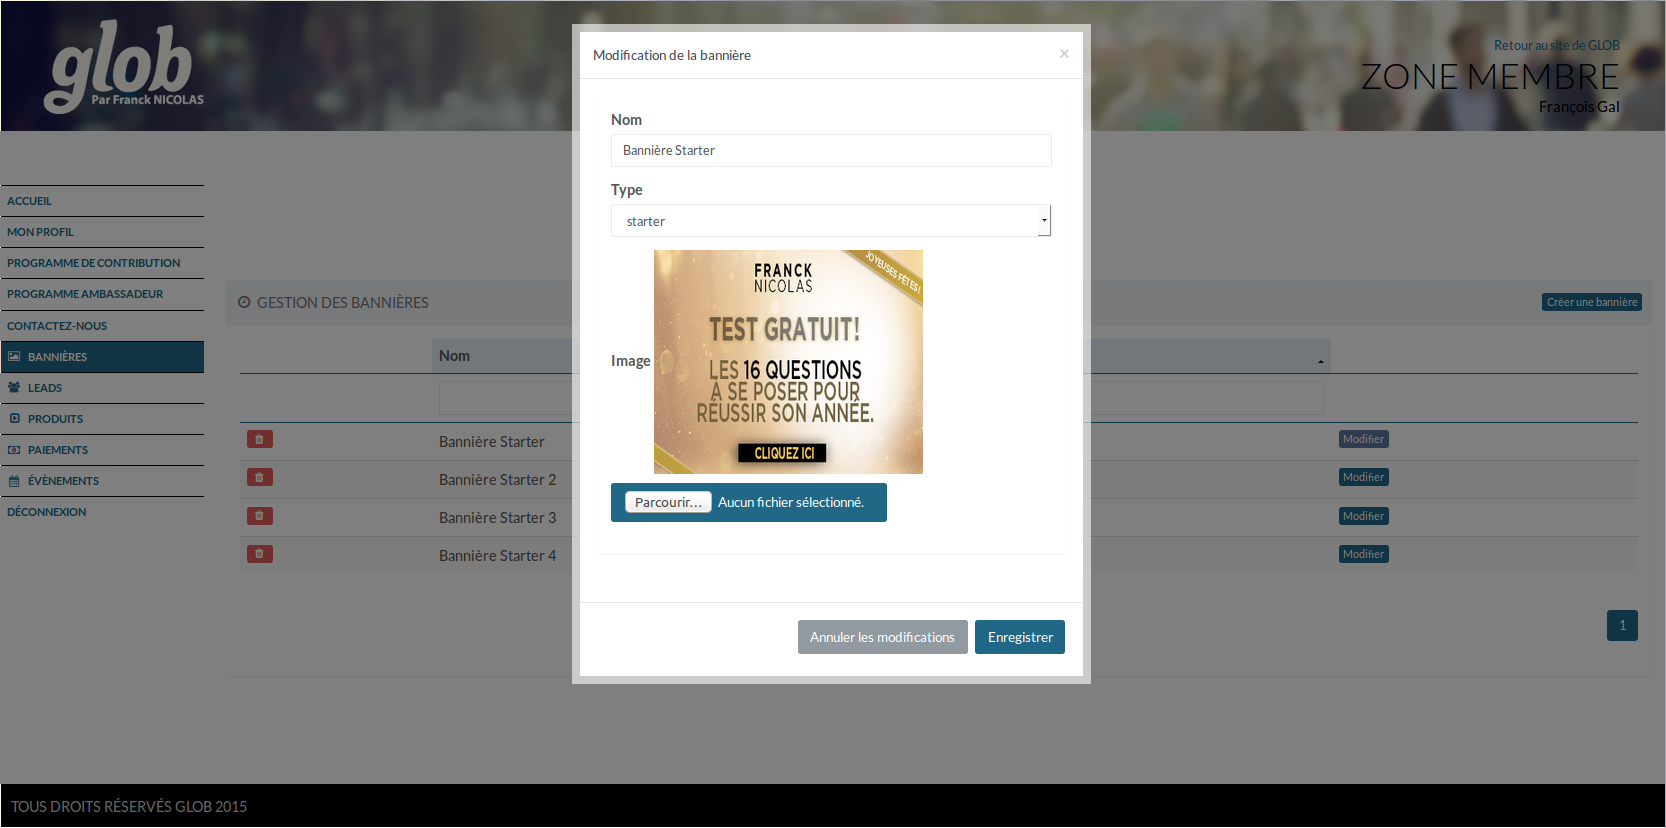 glob
Par Franck NICOLAS
Retour au site de GLOB
ZONE MEMBRE
François Gal
ACCUEIL
MON PROFIL
PROGRAMME DE CONTRIBUTION
PROGRAMME AMBASSADEUR
CONTACTEZ-NOUS
BANNIÈRES
LEADS
PRODUITS
PAIEMENTS
ÉVÈNEMENTS
DÉCONNEXION
GESTION DES BANNIÈRES
Créer une bannière
Nom
Bannière Starter
Modifier
Bannière Starter 2
Modifier
Bannière Starter 3
Modifier
Bannière Starter 4
Modifier
1
Modification de la bannière
×
Nom
Bannière Starter
Type
starter
Image
JOYEUSES FÊTES!
FRANCK
NICOLAS
TEST GRATUIT!
LES 16 QUESTIONS
À SE POSER POUR
RÉUSSIR SON ANNÉE.
CLIQUEZ ICI
Parcourir... Aucun fichier sélectionné.
Annuler les modifications
Enregistrer
TOUS DROITS RÉSERVÉS GLOB 2015